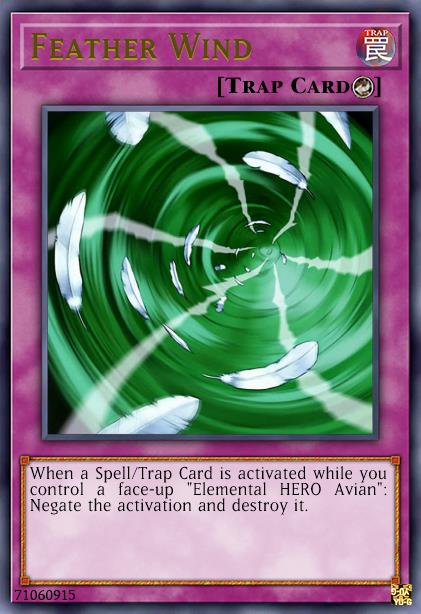 FEATHER WIND
TRAP
罠
[TRAP CARD]
When a Spell/Trap Card is activated while you
control a face-up "Elemental HERO Avian":
Negate the activation and destroy it.
71060915